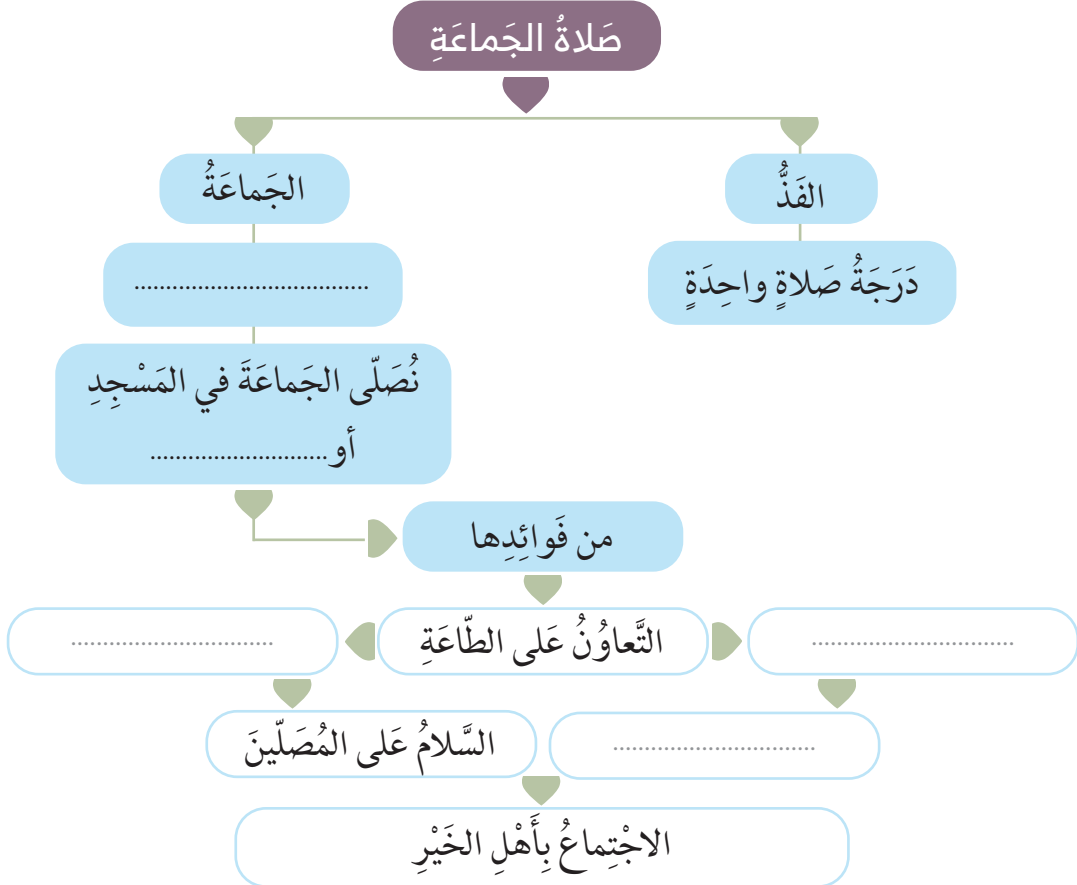 صَلاةُ الجَماعَةِ
الفَذُّ
الجَماعَةُ
دَرَجَةُ صَلاةٍ واحِدَةٍ
.....................................
نُصَلّى الجَماعَةَ في المَسْجِدِ
أو............................
من فَوائِدِها
................................
التَّعاوُنُ عَلى الطّاعَةِ
................................
................................
السَّلامُ عَلى المُصَلّينَ
الاجْتِماعُ بِأَهْلِ الخَيْرِ